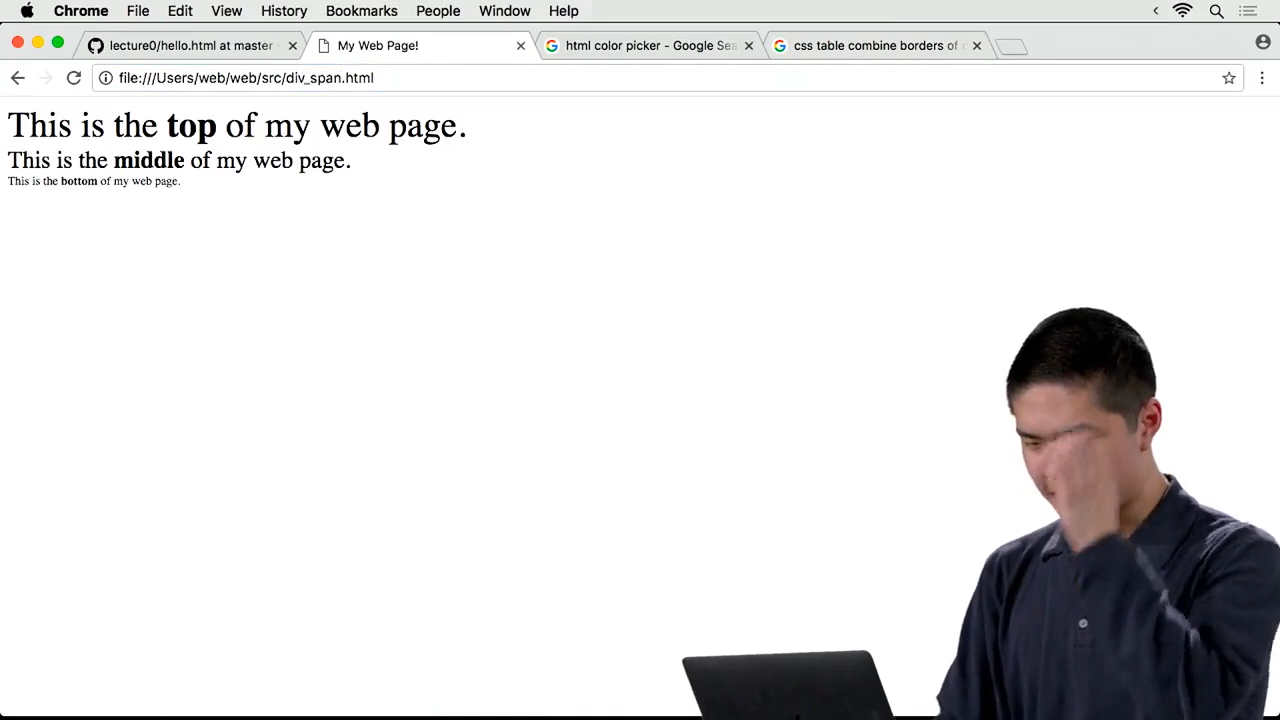 Chrome File Edit View History Bookmarks People Window Help
lecture0/hello.html at master
My Web Page!
html color picker - Google Sea
css table combine borders of
file:///Users/web/web/src/div_span.html
This is the top of my web page.
This is the middle of my web page.
This is the bottom of my web page.